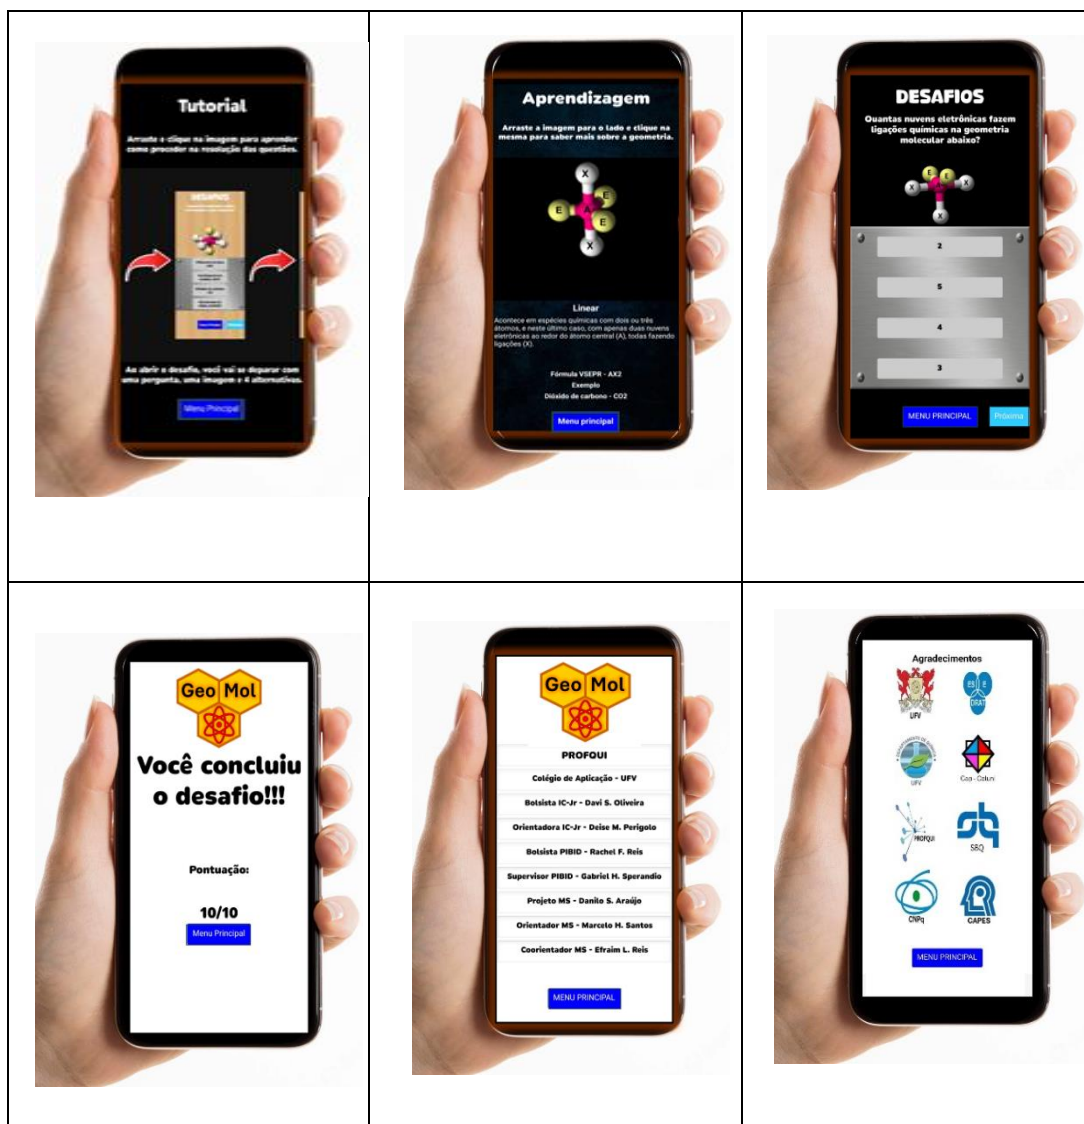 Tutorial
Arraste e clique na imagem para aprender
como proceder na resolução das questões.
DESAFIOS
Ao abrir o desafio, você vai se deparar com
uma pergunta, uma imagem e 4 alternativas.
Menu Principal
Aprendizagem
Arraste a imagem para o lado e clique na
mesma para saber mais sobre a geometria.
X
E
A
E
E
X
Linear
Acontece em espécies químicas com dois ou três
átomos, e neste último caso, com apenas duas nuvens
eletrônicas ao redor do átomo central (A), todas fazendo
ligações (X).
Fórmula VSEPR - AX2
Exemplo
Dióxido de carbono - CO2
Menu principal
DESAFIOS
Quantas nuvens eletrônicas fazem
ligações químicas na geometria
molecular abaixo?
E E
X X
X
2
5
4
3
MENU PRINCIPAL Próxima
Geo Mol
Você concluiu
o desafio!!!
Pontuação:
10/10
Menu Principal
Geo Mol
PROFQUI
Colégio de Aplicação - UFV
Bolsista IC-Jr - Davi S. Oliveira
Orientadora IC-Jr - Deise M. Perígolo
Bolsista PIBID - Rachel F. Reis
Supervisor PIBID - Gabriel H. Sperandio
Projeto MS - Danilo S. Araújo
Orientador MS - Marcelo H. Santos
Coorientador MS - Efraim L. Reis
MENU PRINCIPAL
Agradecimentos
UFV
UFV
Cap - Coluni
PROFQUI
SBQ
CNPq
CAPES
MENU PRINCIPAL